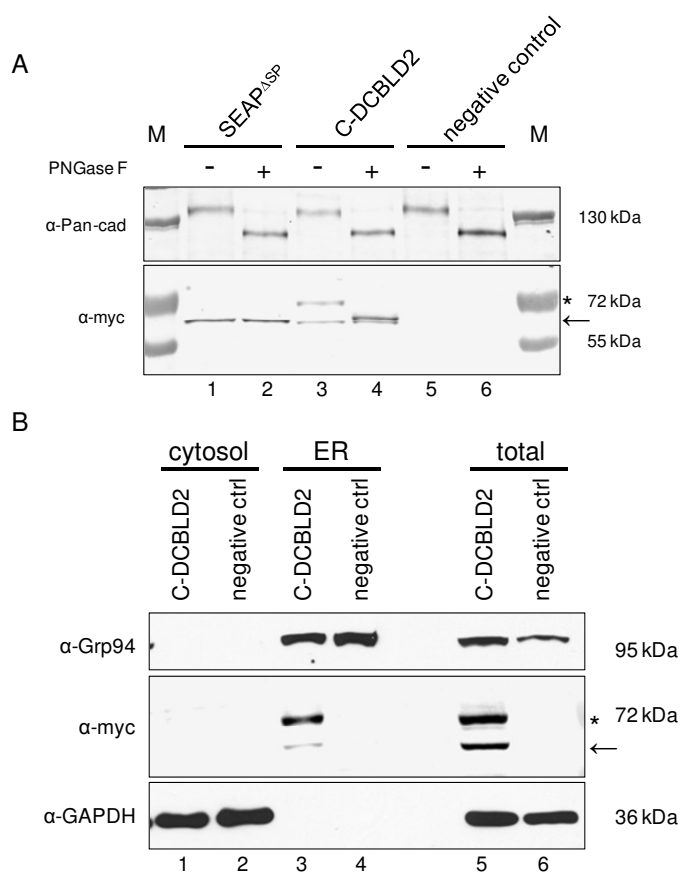 A
SEAPΔSP
C-DCBLD2
negative control
M
M
PNGase F - + - + - +
α-Pan-cad
130 kDa
α-myc
* 72 kDa
←
55 kDa
1 2 3 4 5 6
B
cytosol ER total
C-DCBLD2
negative ctrl
C-DCBLD2
negative ctrl
C-DCBLD2
negative ctrl
α-Grp94
95 kDa
α-myc
* 72 kDa
←
α-GAPDH
36 kDa
1 2 3 4 5 6